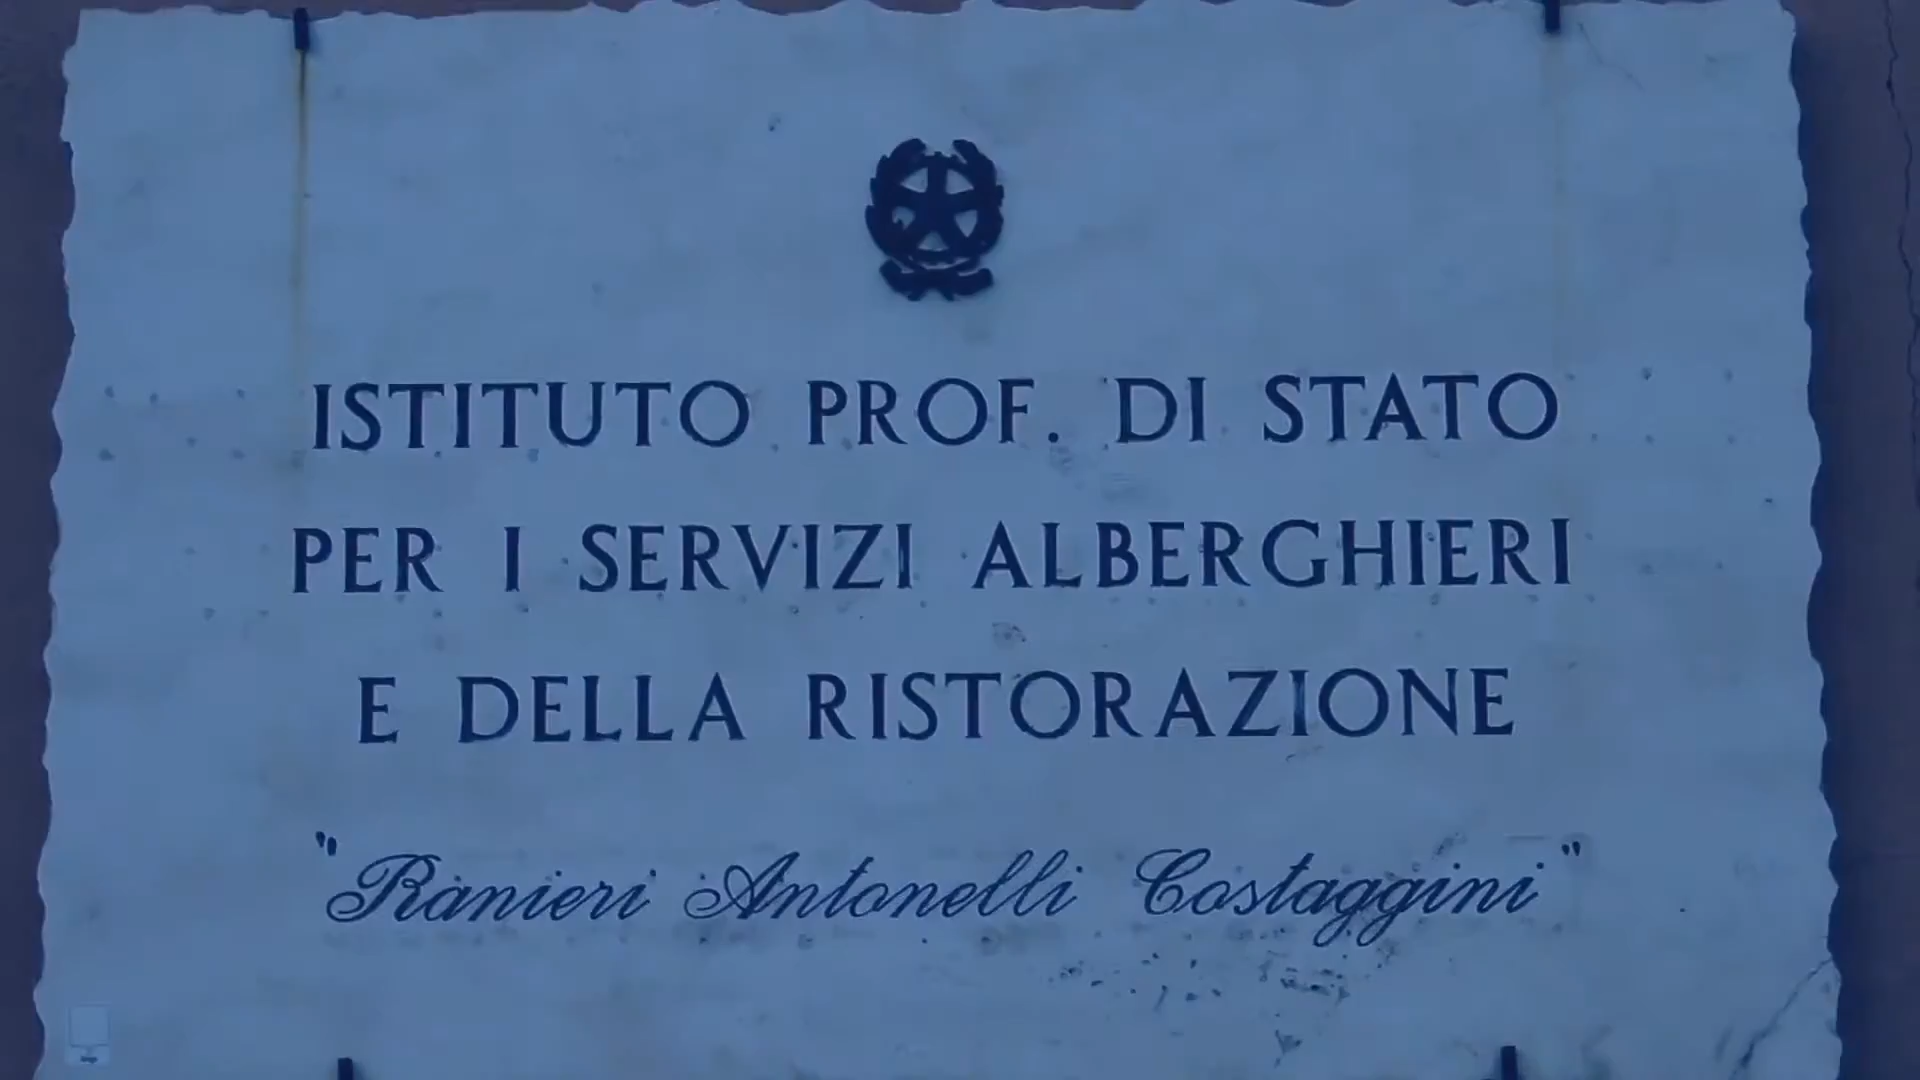 ISTITUTO PROF. DI STATO
PER I SERVIZI ALBERGHIERI
E DELLA RISTORAZIONE
"Ranieri Antonelli Costaggini"